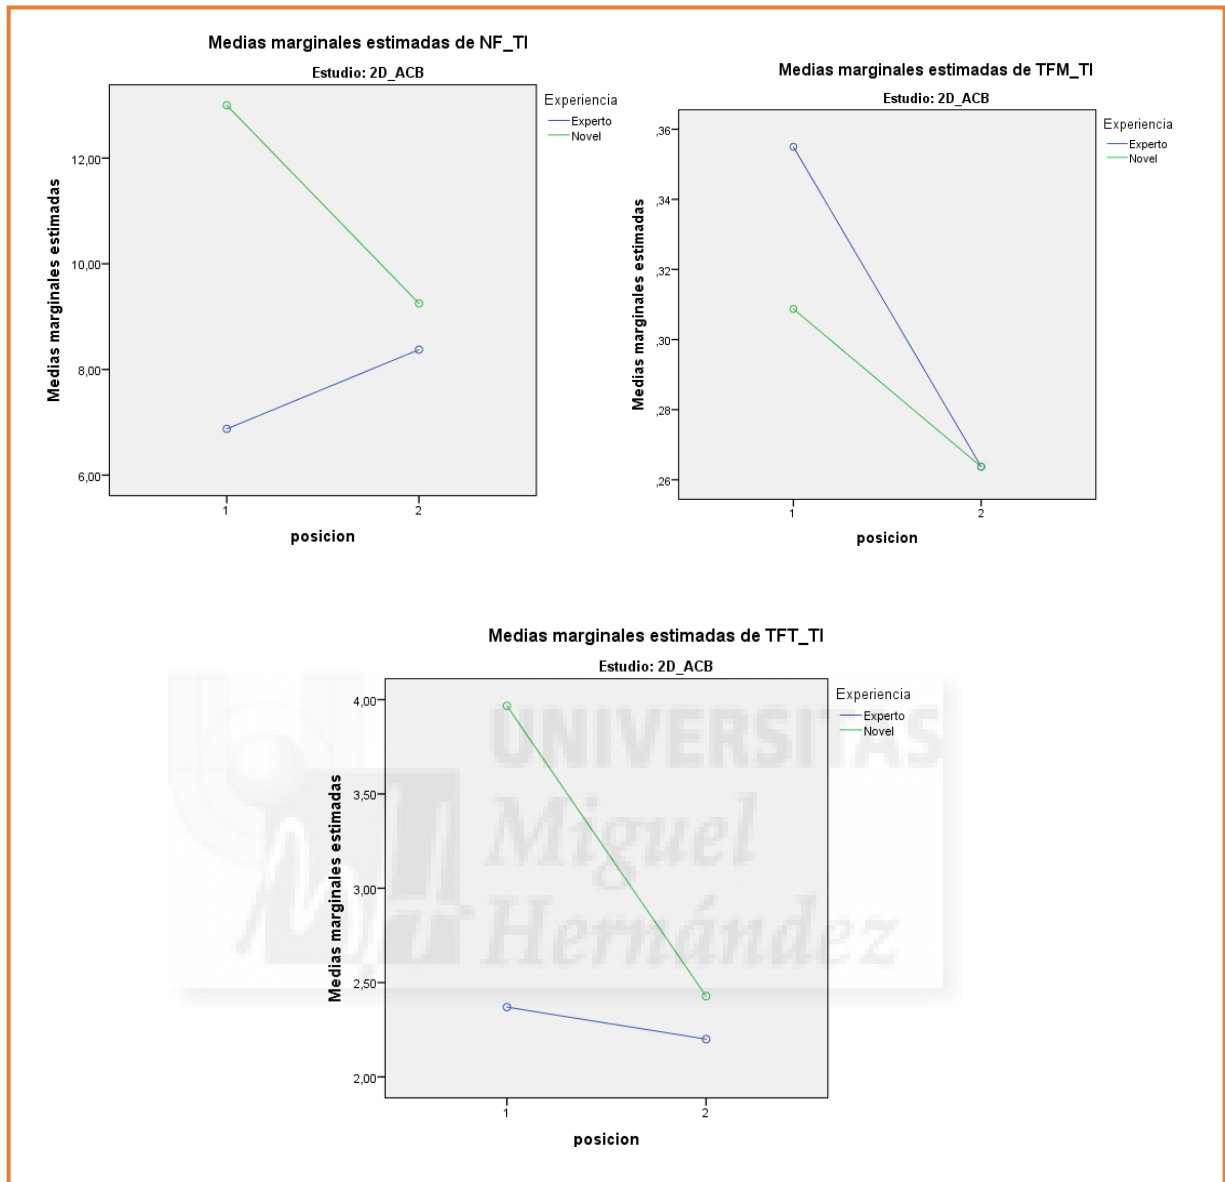 Medias marginales estimadas de NF_TI
Estudio: 2D_ACB
Medias marginales estimadas
12,00
10,00
8,00
6,00
1
2
posicion
Experiencia
Experto
Novel
Medias marginales estimadas de TFM_TI
Estudio: 2D_ACB
Medias marginales estimadas
,36
,34
,32
,30
,28
,26
1
2
posicion
Experiencia
Experto
Novel
Medias marginales estimadas de TFT_TI
Estudio: 2D_ACB
Medias marginales estimadas
4,00
3,50
3,00
2,50
2,00
1
2
posicion
Experiencia
Experto
Novel
UNIVERSITAS
Miguel
Hernández